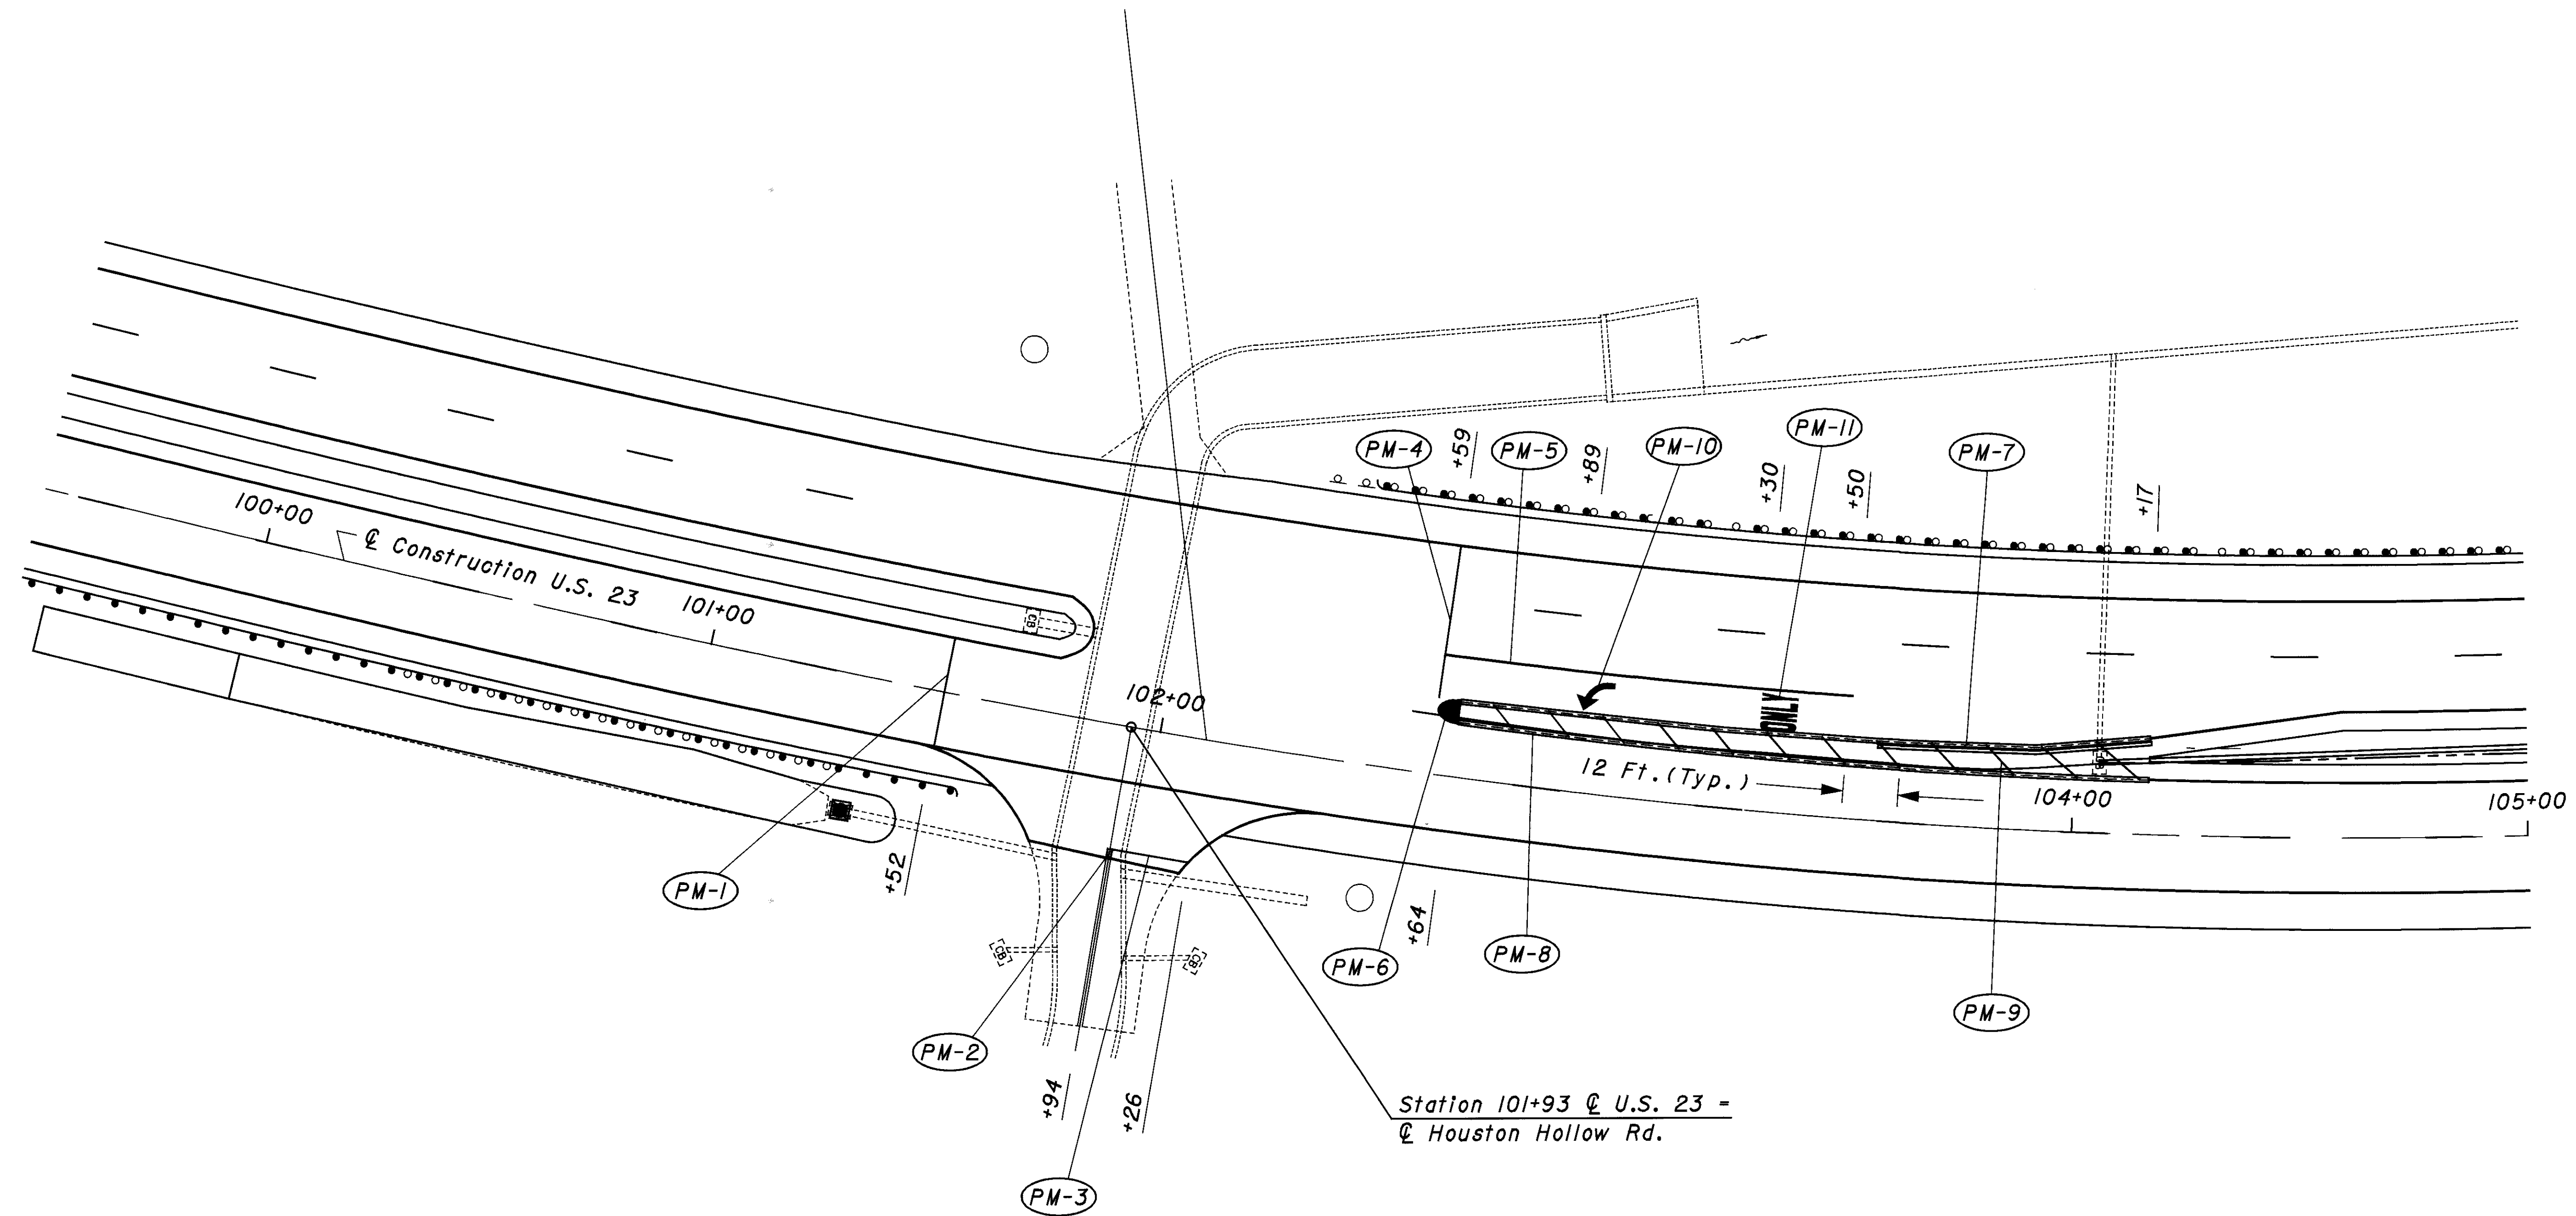 PM-4
+59
PM-5
+89
PM-10
+30
PM-11
+50
PM-7
+17
100+00
℄ Construction U.S. 23
101+00
CB
102+00
ONLY
CB
12 Ft. (Typ.)
104+00
105+00
PM-1
+52
+64
CB
CB
PM-6
PM-8
PM-9
PM-2
+94
+26
Station 101+93 ℄ U.S. 23 =
℄ Houston Hollow Rd.
PM-3